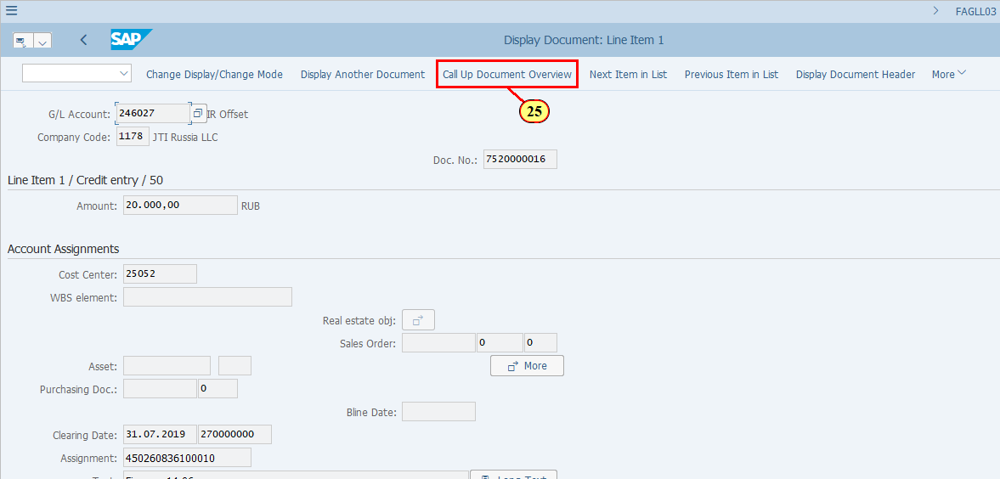 FAGLL03
SAP Display Document: Line Item 1
Change Display/Change Mode Display Another Document Call Up Document Overview Next Item in List Previous Item in List Display Document Header More
25
G/L Account: 246027 IR Offset
Company Code: 1178 JTI Russia LLC
Doc. No.: 7520000016
Line Item 1 / Credit entry / 50
Amount: 20.000,00 RUB
Account Assignments
Cost Center: 25052
WBS element:
Real estate obj:
Sales Order: 0 0
Asset: More
Purchasing Doc.: 0
Bline Date:
Clearing Date: 31.07.2019 270000000
Assignment: 450260836100010
Long Text